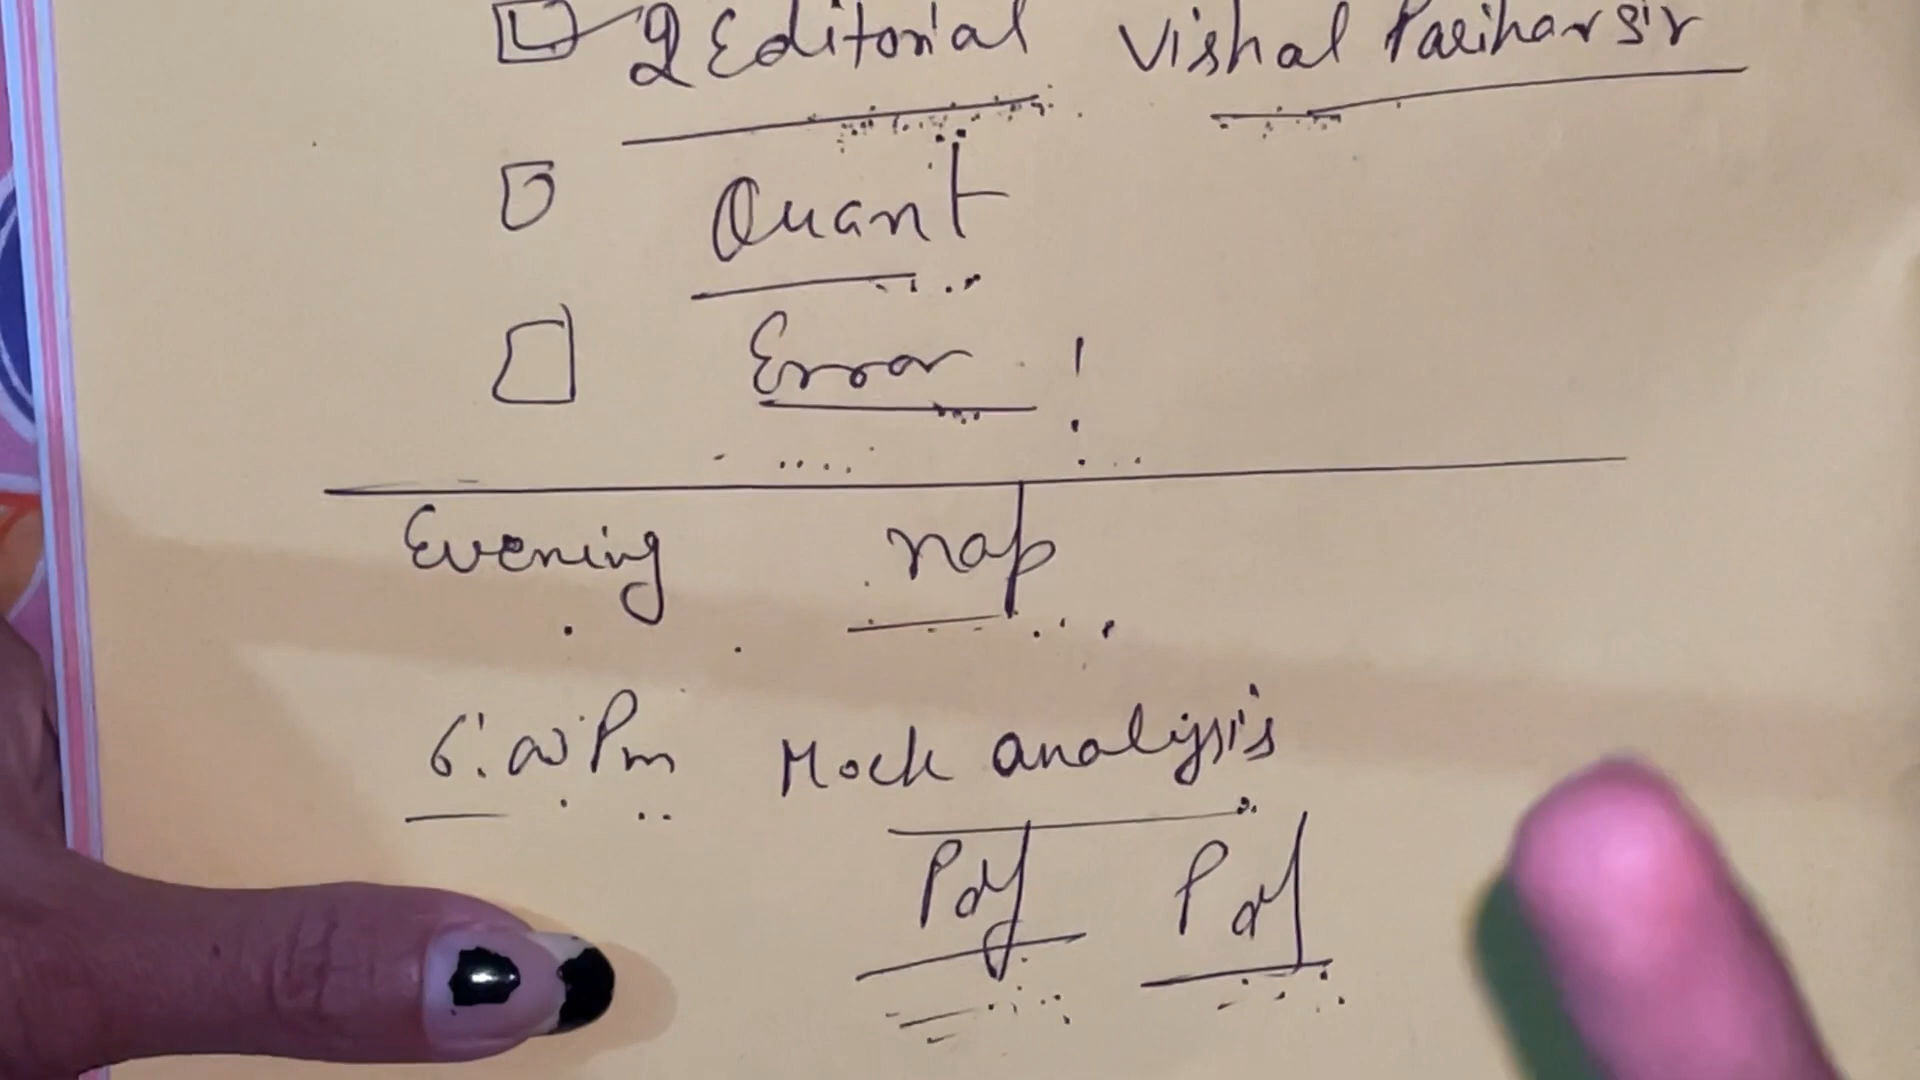 2 Editorial Vishal Parihar sir
Quant
Error !
Evening nap
6:00 Pm Mock analysis
Pdf Pdf